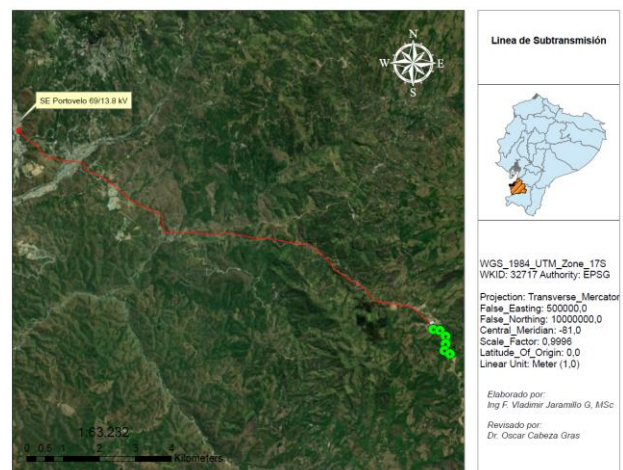 Linea de Subtransmisión
N
W E
S
SE Portovelo 69/13.8 kV
WGS_1984_UTM_Zone_17S
WKID: 32717 Authority: EPSG
Projection: Transverse_Mercator
False_Easting: 500000,0
False_Northing: 10000000,0
Central_Meridian: -81,0
Scale_Factor: 0,9996
Latitude_Of_Origin: 0,0
Linear Unit: Meter (1,0)
Elaborado por:
Ing F. Vladimir Jaramillo G, MSc
Revisado por:
Dr. Oscar Cabeza Gras
1:63.232
0 0.5 1 2 3 4
Kilometers